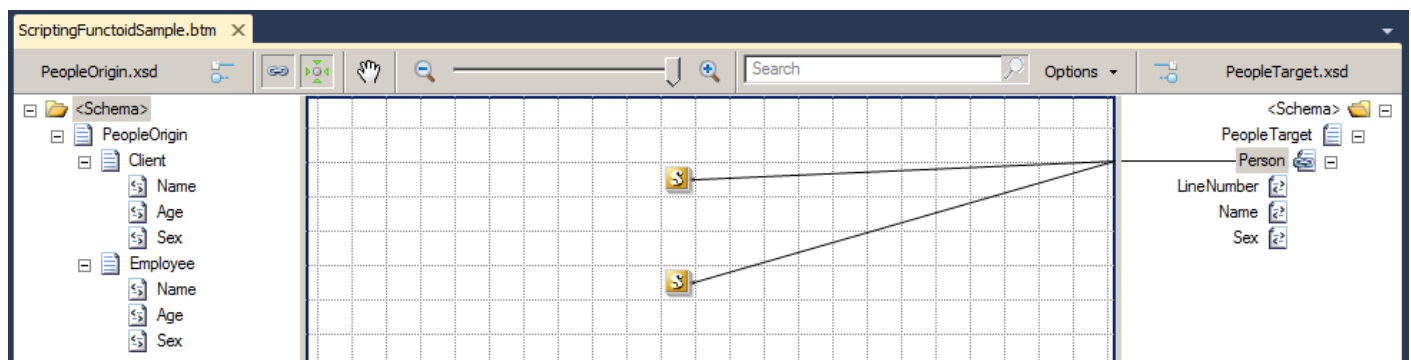 ScriptingFunctoidSample.btm
PeopleOrigin.xsd Search Options PeopleTarget.xsd
<Schema> <Schema>
PeopleOrigin PeopleTarget
Client Person
Name LineNumber
Age Name
Sex Sex
Employee
Name
Age
Sex